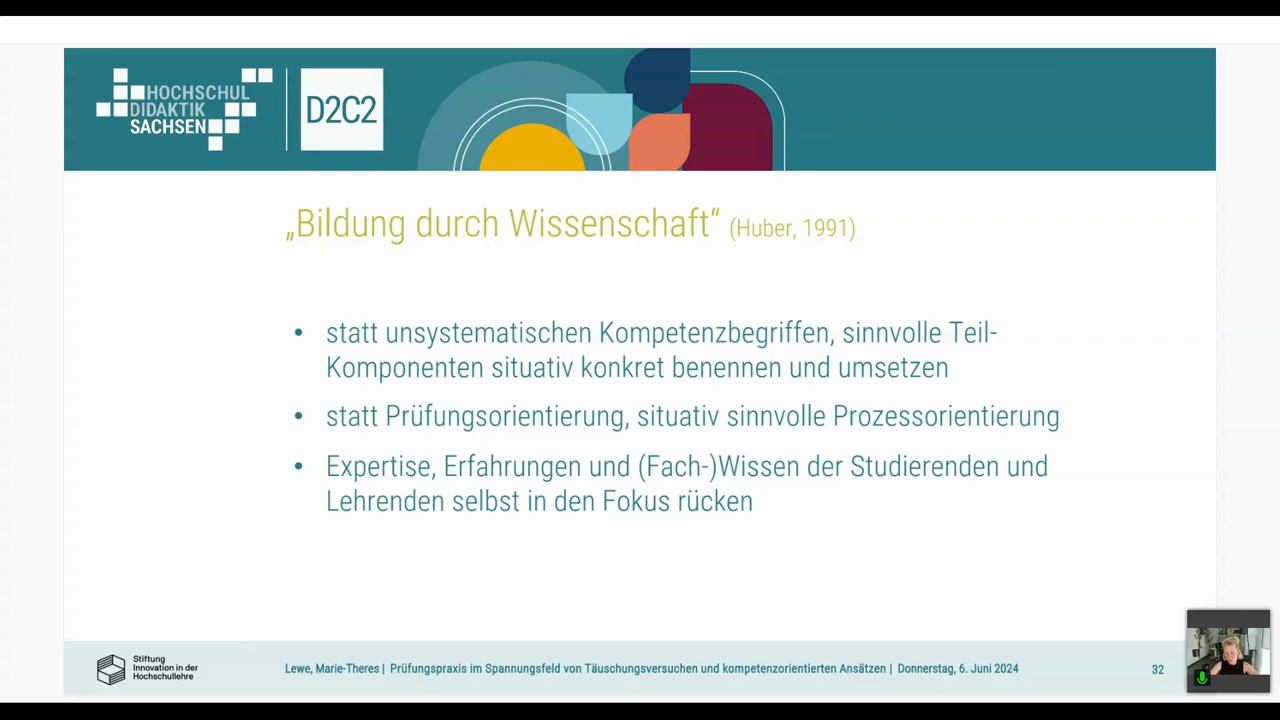 HOCHSCHUL
DIDAKTIK
SACHSEN
D2C2
„Bildung durch Wissenschaft“ (Huber, 1991)
• statt unsystematischen Kompetenzbegriffen, sinnvolle Teil-
Komponenten situativ konkret benennen und umsetzen
• statt Prüfungsorientierung, situativ sinnvolle Prozessorientierung
• Expertise, Erfahrungen und (Fach-)Wissen der Studierenden und
Lehrenden selbst in den Fokus rücken
Stiftung
Innovation in der
Hochschullehre
Lewe, Marie-Theres | Prüfungspraxis im Spannungsfeld von Täuschungsversuchen und kompetenzorientierten Ansätzen | Donnerstag, 6. Juni 2024
32